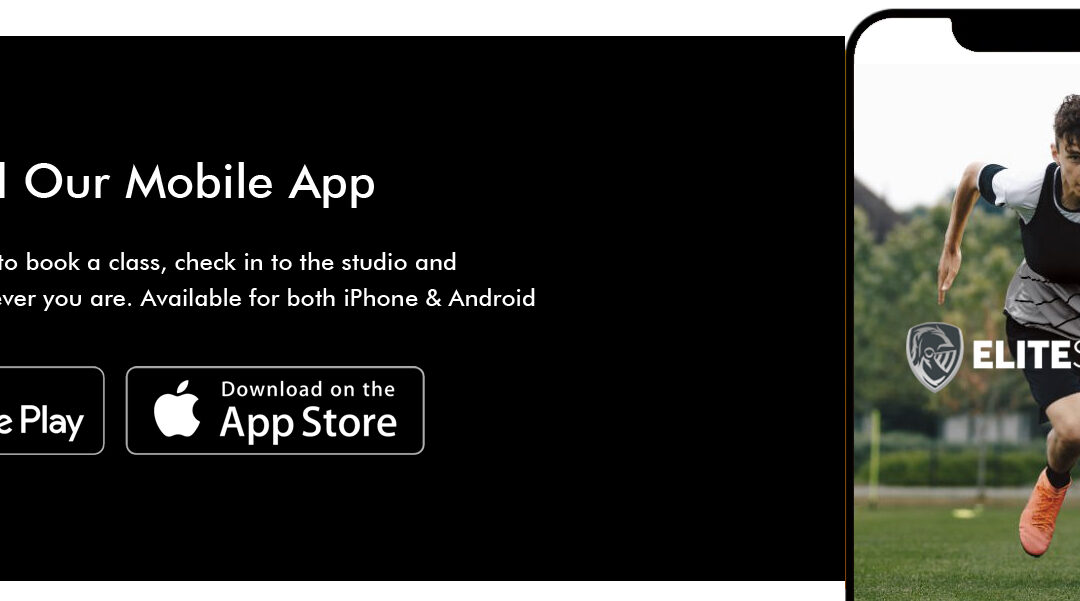 Our Mobile App
to book a class, check in to the studio and
ever you are. Available for both iPhone & Android
e Play
Download on the
App Store
ELITES